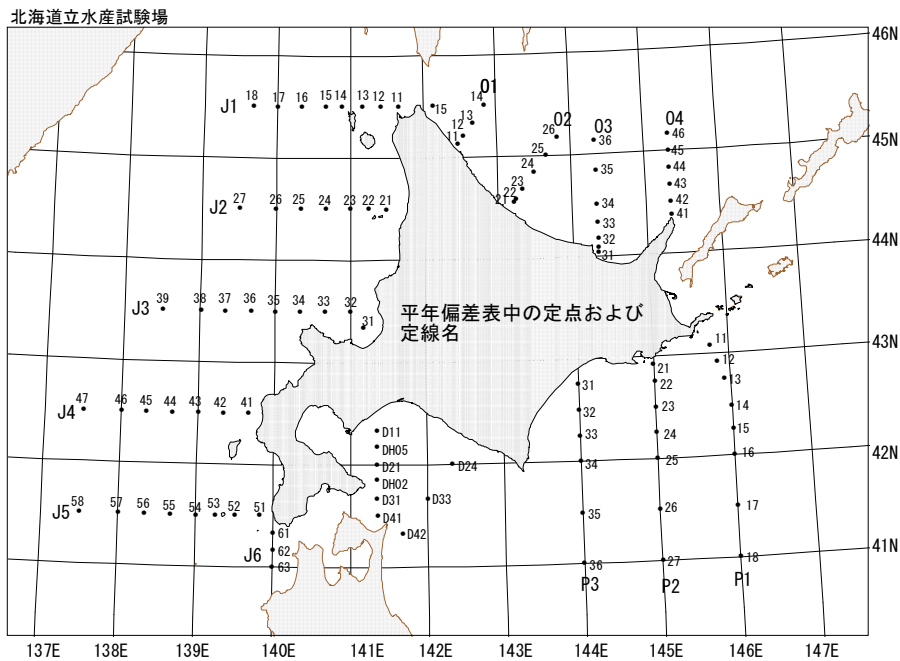 北海道立水産試験場
46N
01
14
18 17 16 15 14 13 12 11
J1
15
13
12
11
02
26
03
36
04
46
45N
25
45
24
35
44
23
43
22
21
42
34
41
27 26 25 24 23 22 21
J2
33
32
31
44N
39 38 37 36 35 34 33 32
J3
31
平年偏差表中の定点および
定線名
11
43N
12
21
13
22
31
47 46 45 44 43 42 41
J4
14
23
32
15
D11
24
33
DH05
16
42N
D21
D24
34
25
DH02
58 57 56 55 54 53 52 51
J5
D31
D33
17
26
35
D41
61
D42
J6
62
41N
18
27
36
63
P3
P2
P1
137E 138E 139E 140E 141E 142E 143E 144E 145E 146E 147E